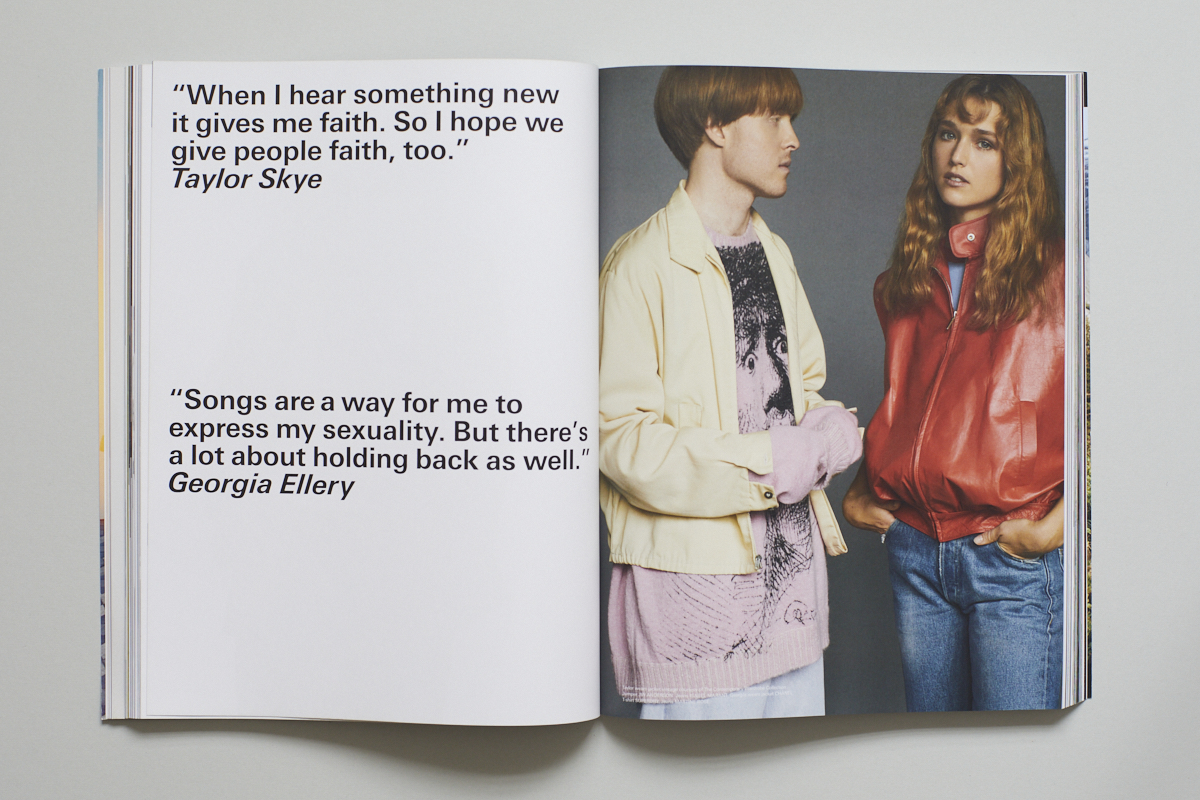 “When I hear something new
it gives me faith. So I hope we
give people faith, too.”
Taylor Skye
“Songs are a way for me to
express my sexuality. But there’s
a lot about holding back as well.”
Georgia Ellery